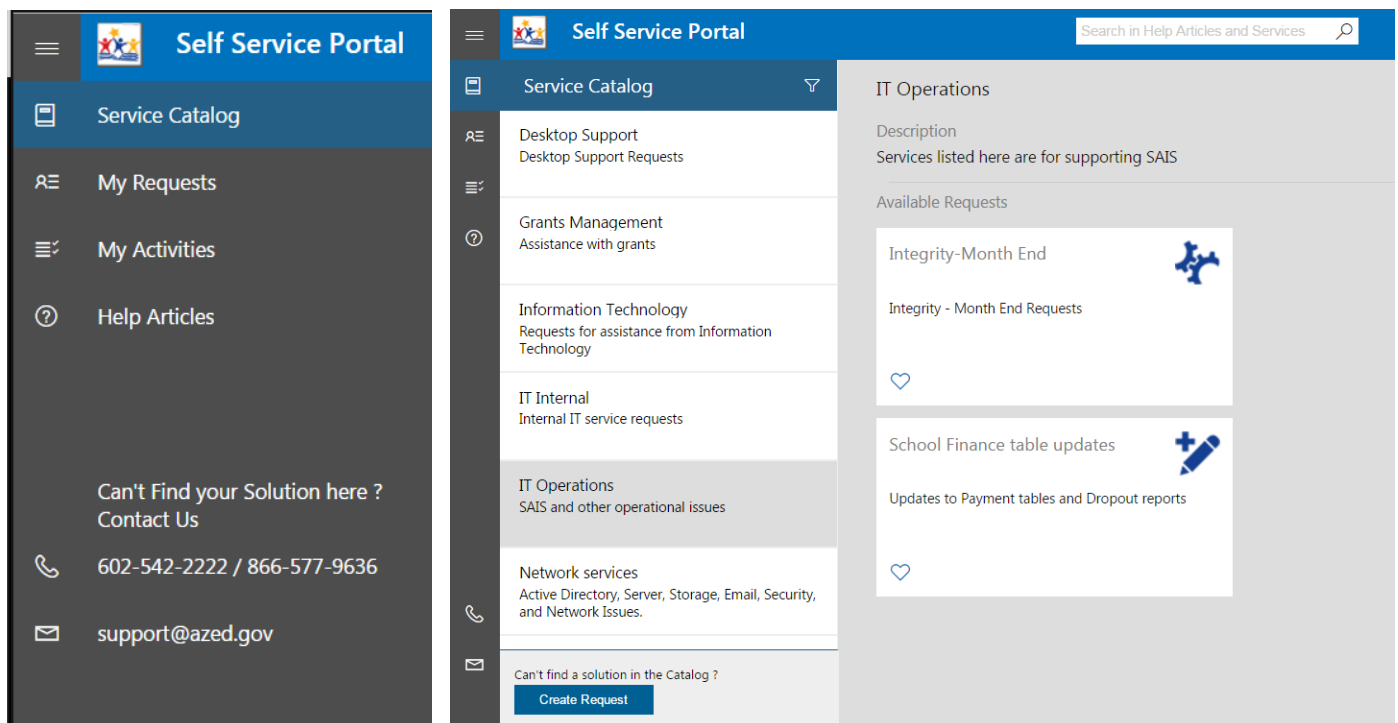 Self Service Portal
Service Catalog
My Requests
My Activities
Help Articles
Can't Find your Solution here ?
Contact Us
602-542-2222 / 866-577-9636
support@azed.gov
Self Service Portal
Search in Help Articles and Services
Service Catalog
Desktop Support
Desktop Support Requests
Grants Management
Assistance with grants
Information Technology
Requests for assistance from Information
Technology
IT Internal
Internal IT service requests
IT Operations
SAIS and other operational issues
Network services
Active Directory, Server, Storage, Email, Security,
and Network Issues.
Can't find a solution in the Catalog ?
Create Request
IT Operations
Description
Services listed here are for supporting SAIS
Available Requests
Integrity-Month End
Integrity - Month End Requests
School Finance table updates
Updates to Payment tables and Dropout reports